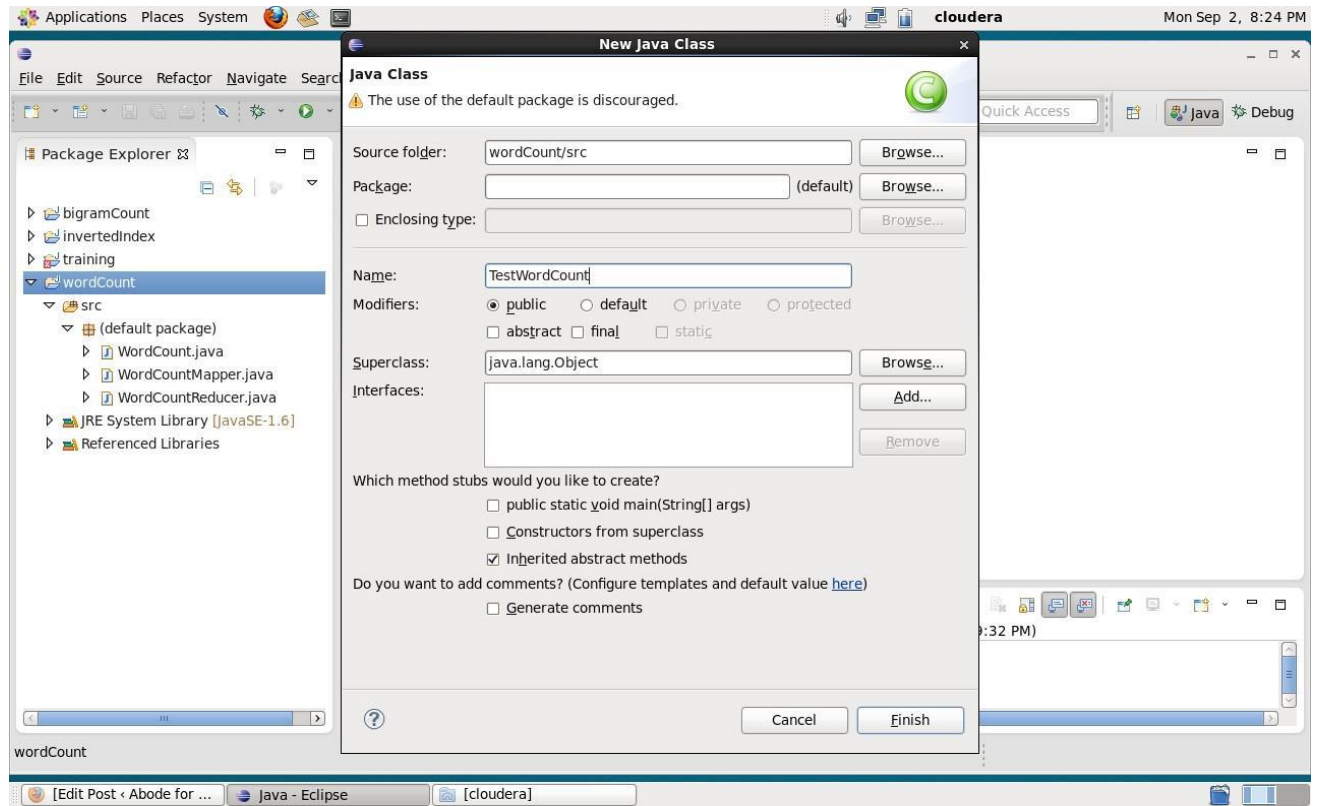 Applications Places System cloudera Mon Sep 2, 8:24 PM
New Java Class
File Edit Source Refactor Navigate Searc
Java Class
The use of the default package is discouraged.
Quick Access Java Debug
Package Explorer
Source folder: wordCount/src Browse...
Package: (default) Browse...
Enclosing type: Browse...
bigramCount
invertedIndex
training
wordCount
src
(default package)
WordCount.java
WordCountMapper.java
WordCountReducer.java
JRE System Library [JavaSE-1.6]
Referenced Libraries
Name: TestWordCount
Modifiers: public default private protected
abstract final static
Superclass: java.lang.Object Browse...
Interfaces: Add...
Remove
Which method stubs would you like to create?
public static void main(String[] args)
Constructors from superclass
Inherited abstract methods
Do you want to add comments? (Configure templates and default value here)
Generate comments
9:32 PM)
? Cancel Finish
wordCount
[Edit Post ‹ Abode for ... Java - Eclipse [cloudera]